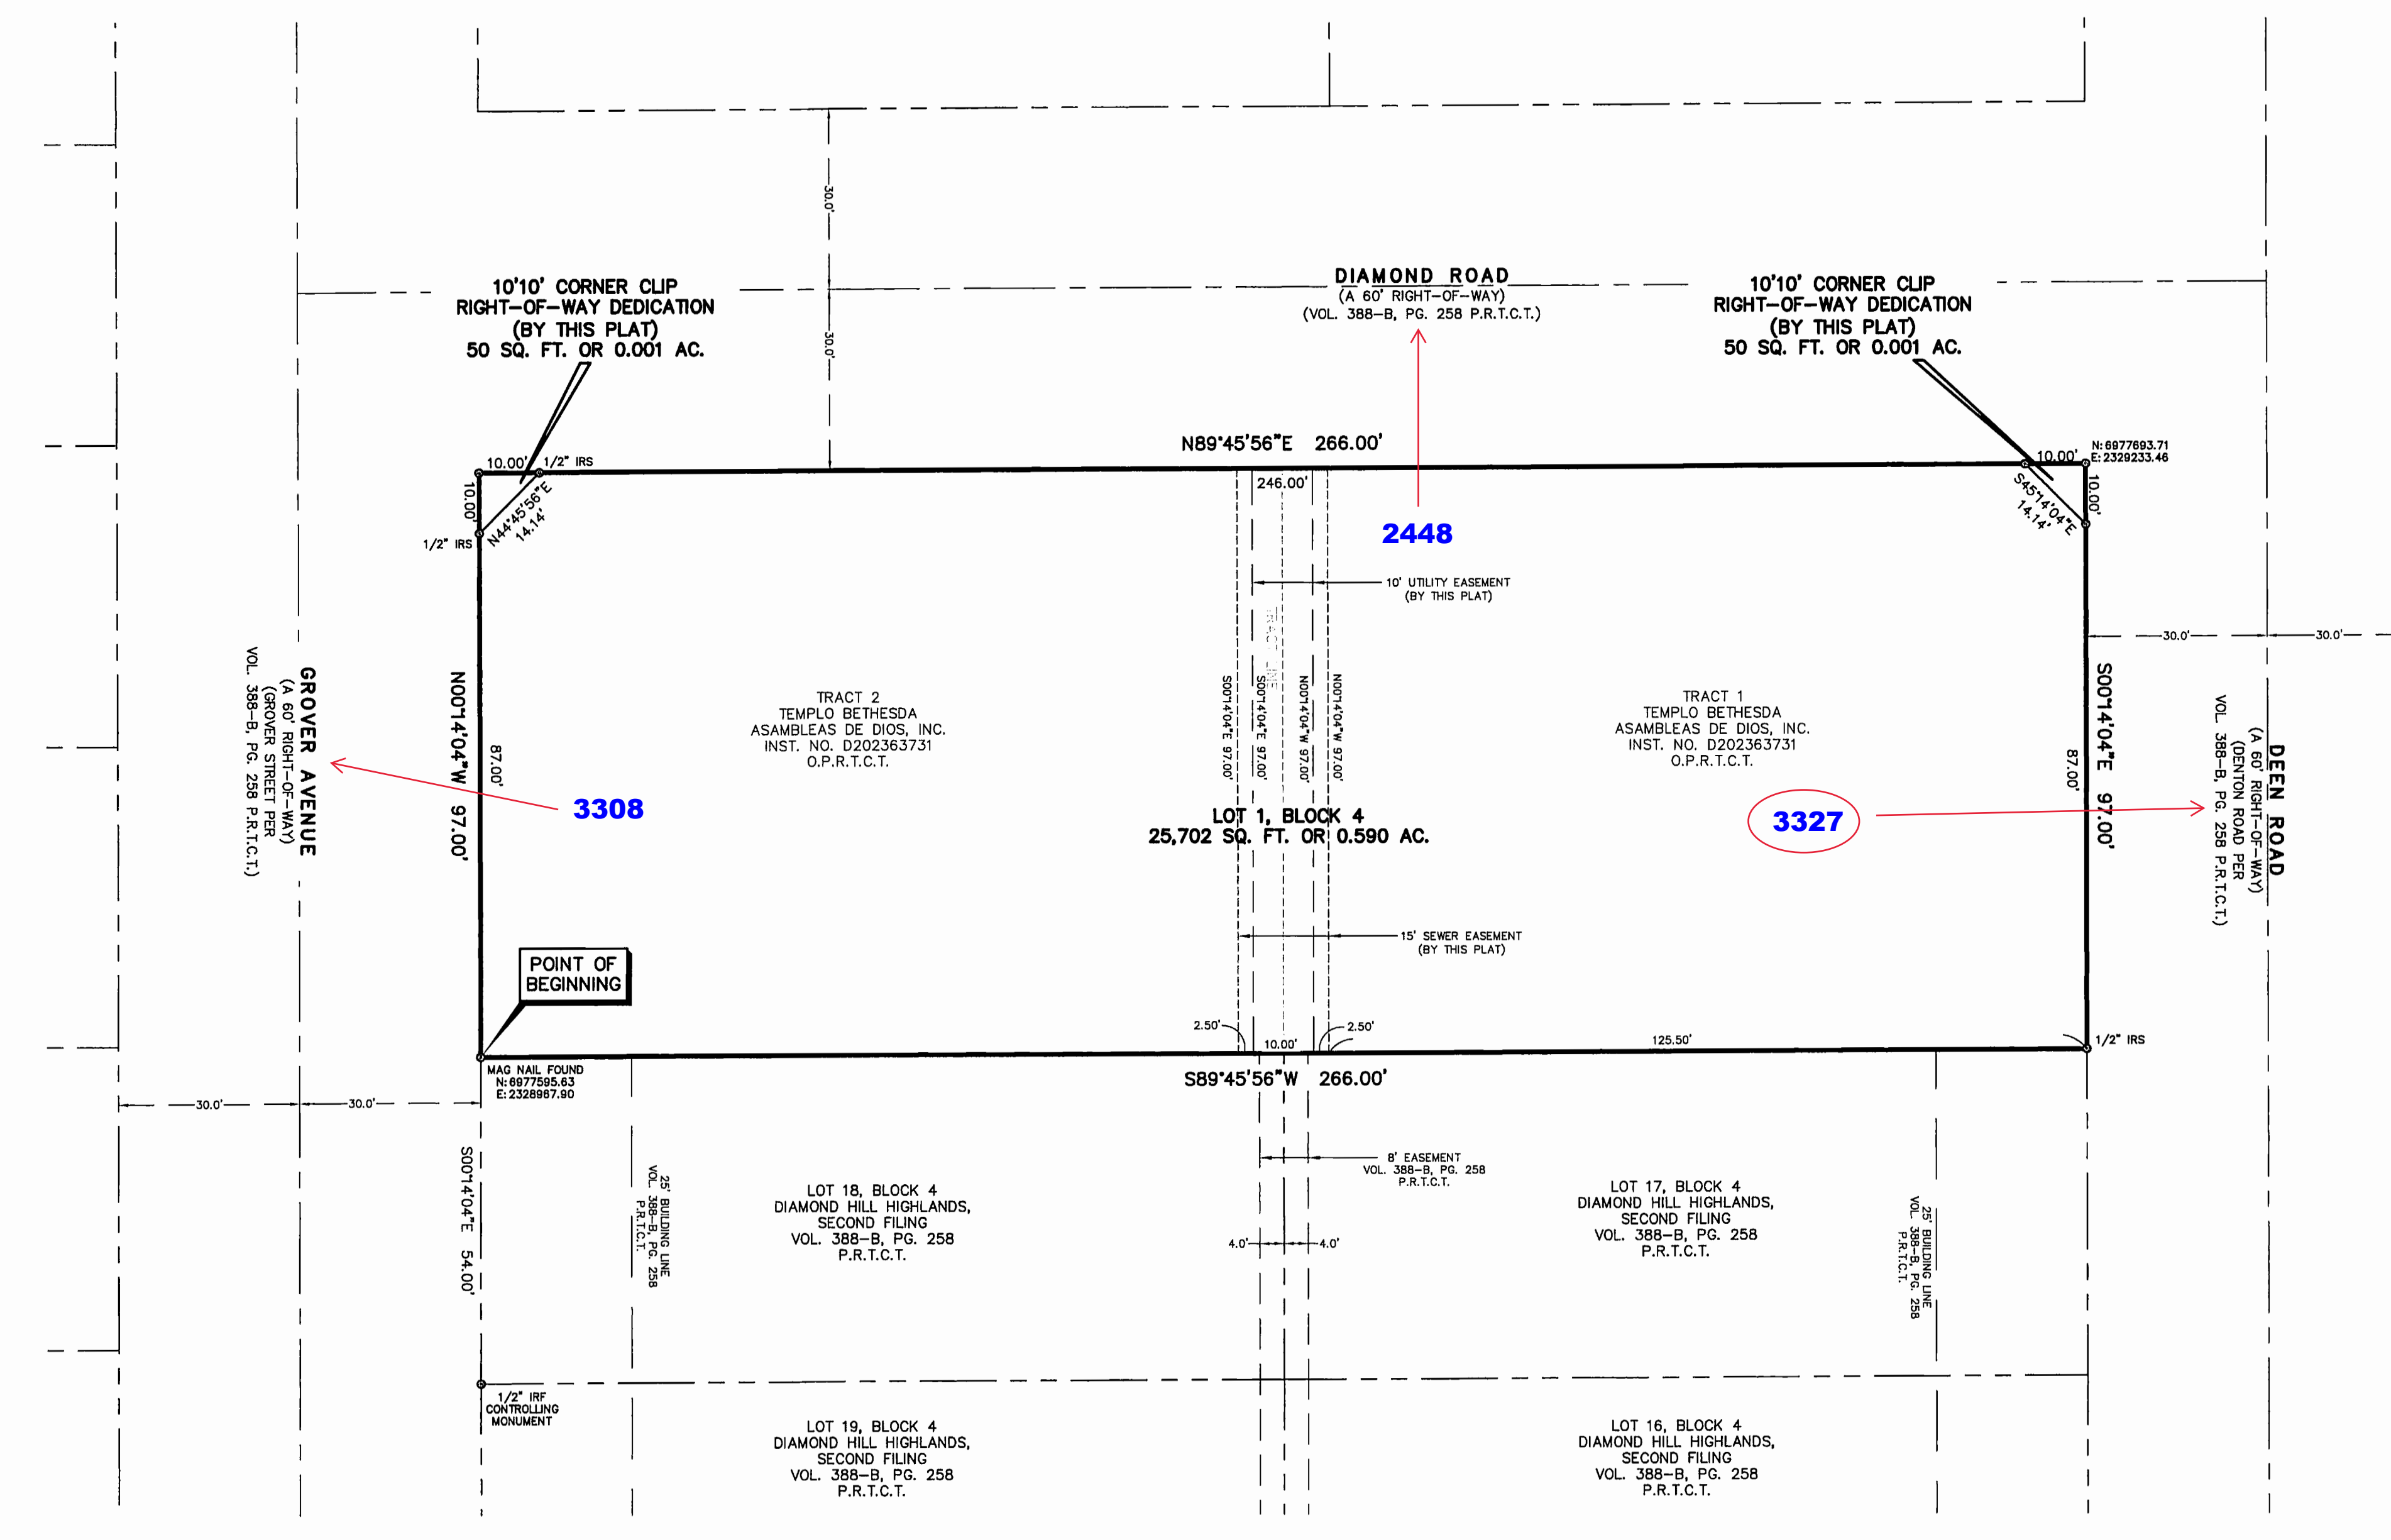 30.0'
30.0'
DIAMOND ROAD
(A 60' RIGHT-OF-WAY)
(VOL. 388-B, PG. 258 P.R.T.C.T.)
10'10' CORNER CLIP
RIGHT-OF-WAY DEDICATION
(BY THIS PLAT)
50 SQ. FT. OR 0.001 AC.
10'10' CORNER CLIP
RIGHT-OF-WAY DEDICATION
(BY THIS PLAT)
50 SQ. FT. OR 0.001 AC.
N89°45'56"E 266.00'
N: 6977693.71
E: 2329233.46
10.00'
1/2" IRS
10.00'
10.00'
N44°45'56"E
14.14'
1/2" IRS
246.00'
10.00'
S45°14'04"E
14.14'
2448
10' UTILITY EASEMENT
(BY THIS PLAT)
TRACT LINE
30.0'
30.0'
GROVER AVENUE
(A 60' RIGHT-OF-WAY)
(GROVER STREET PER
VOL. 388-B, PG. 258 P.R.T.C.T.)
N00°14'04"W 97.00'
87.00'
3308
TRACT 2
TEMPLO BETHESDA
ASAMBLEAS DE DIOS, INC.
INST. NO. D202363731
O.P.R.T.C.T.
S00°14'04"E 97.00'
S00°14'04"E 97.00'
N00°14'04"W 97.00'
N00°14'04"W 97.00'
TRACT 1
TEMPLO BETHESDA
ASAMBLEAS DE DIOS, INC.
INST. NO. D202363731
O.P.R.T.C.T.
LOT 1, BLOCK 4
25,702 SQ. FT. OR 0.590 AC.
3327
87.00'
S00°14'04"E 97.00'
DEEN ROAD
(A 60' RIGHT-OF-WAY)
(DENTON ROAD PER
VOL. 388-B, PG. 258 P.R.T.C.T.)
POINT OF
BEGINNING
15' SEWER EASEMENT
(BY THIS PLAT)
2.50'
10.00'
2.50'
125.50'
1/2" IRS
MAG NAIL FOUND
N: 6977595.63
E: 2328967.90
S89°45'56"W 266.00'
30.0'
30.0'
S00°14'04"E 54.00'
25' BUILDING LINE
VOL. 388-B, PG. 258
P.R.T.C.T.
LOT 18, BLOCK 4
DIAMOND HILL HIGHLANDS,
SECOND FILING
VOL. 388-B, PG. 258
P.R.T.C.T.
8' EASEMENT
VOL. 388-B, PG. 258
P.R.T.C.T.
4.0'
4.0'
LOT 17, BLOCK 4
DIAMOND HILL HIGHLANDS,
SECOND FILING
VOL. 388-B, PG. 258
P.R.T.C.T.
25' BUILDING LINE
VOL. 388-B, PG. 258
P.R.T.C.T.
1/2" IRF
CONTROLLING
MONUMENT
LOT 19, BLOCK 4
DIAMOND HILL HIGHLANDS,
SECOND FILING
VOL. 388-B, PG. 258
P.R.T.C.T.
LOT 16, BLOCK 4
DIAMOND HILL HIGHLANDS,
SECOND FILING
VOL. 388-B, PG. 258
P.R.T.C.T.